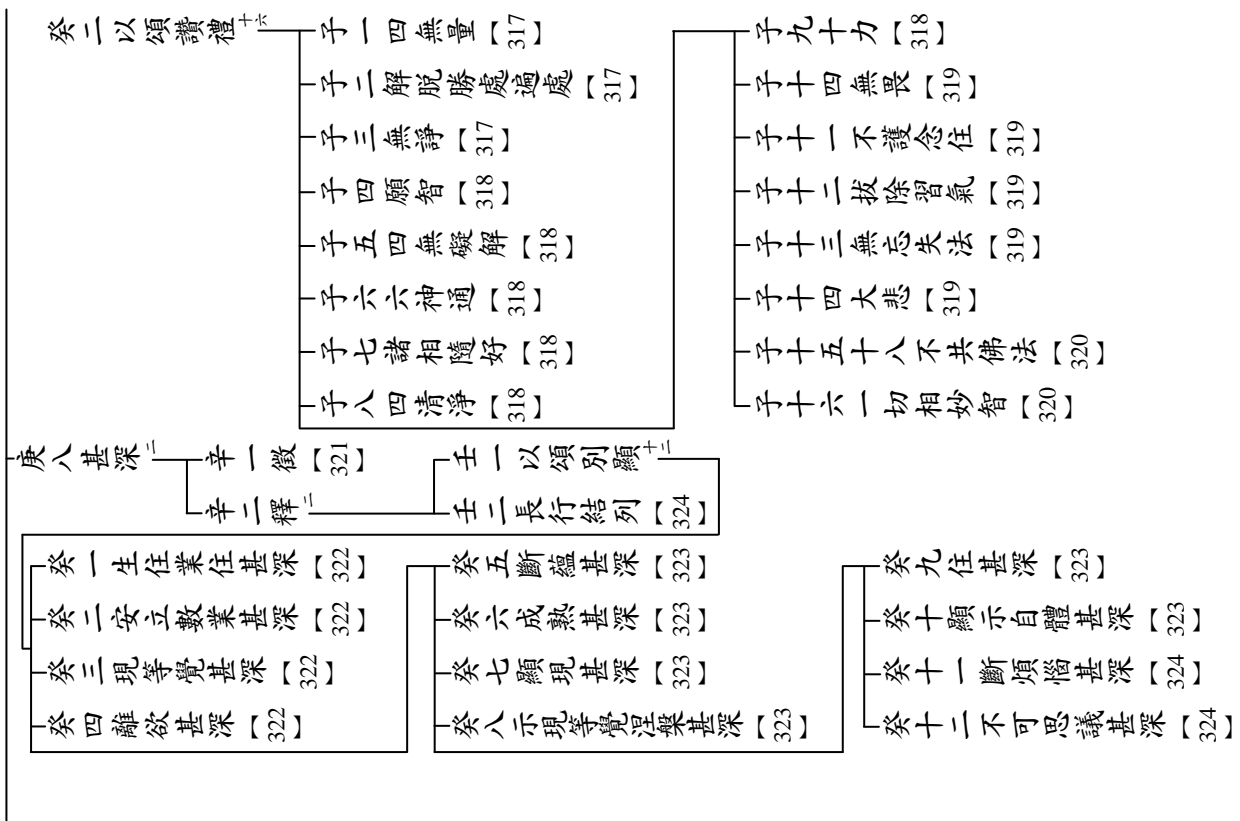 癸二以頌讚禮十六
子一四無量【317】
子二解脫勝處遍處【317】
子三無諍【317】
子四願智【318】
子五四無礙解【318】
子六六神通【318】
子七諸相隨好【318】
子八四清淨【318】
子九十力【318】
子十四無畏【319】
子十一不護念住【319】
子十二拔除習氣【319】
子十三無忘失法【319】
子十四大悲【319】
子十五十八不共佛法【320】
子十六一切相妙智【320】
庚八甚深二
辛一徵【321】
辛二釋二
壬一以頌別顯十二
壬二長行結列【324】
癸一生住業住甚深【322】
癸二安立數業甚深【322】
癸三現等覺甚深【322】
癸四離欲甚深【322】
癸五斷蘊甚深【323】
癸六成熟甚深【323】
癸七顯現甚深【323】
癸八示現等覺涅槃甚深【323】
癸九住甚深【323】
癸十顯示自體甚深【323】
癸十一斷煩惱甚深【324】
癸十二不可思議甚深【324】